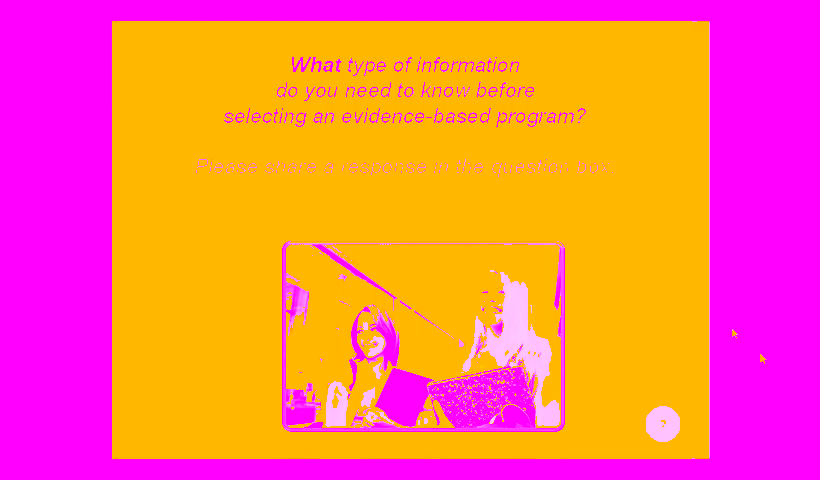 What type of information
do you need to know before
selecting an evidence-based program?
Please share a response in the question box.
?